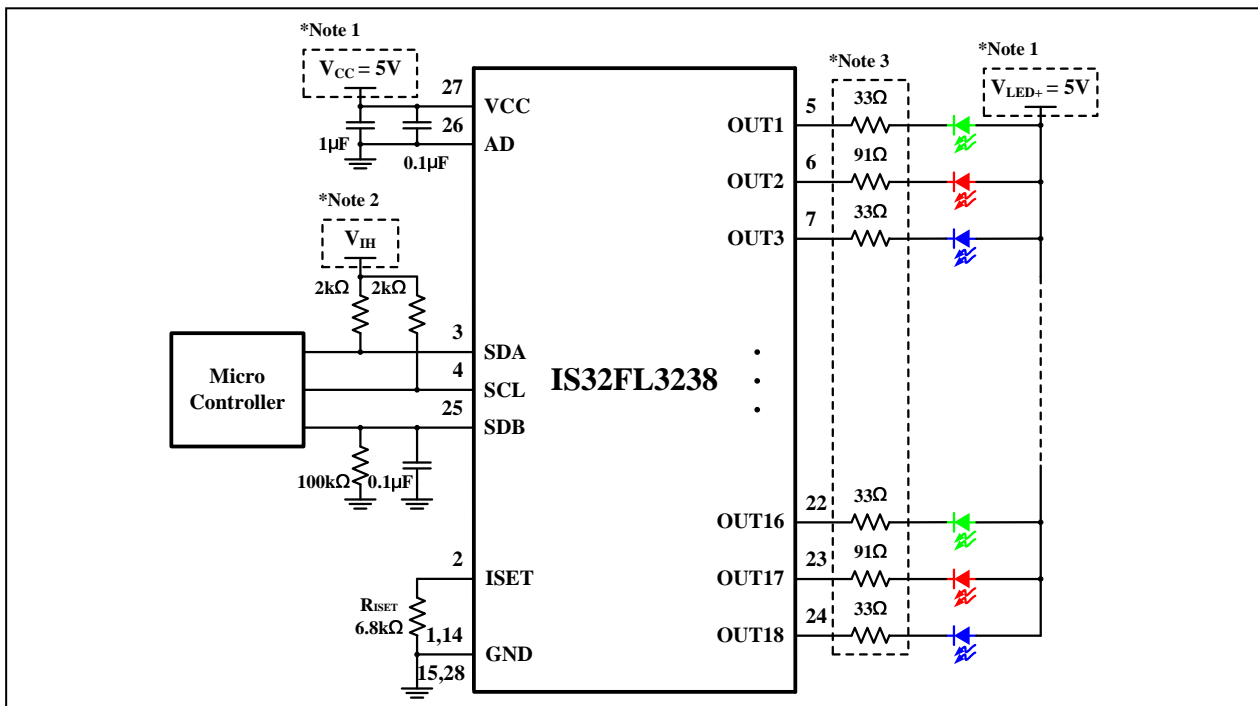 *Note 1
VCC = 5V
27
VCC
26
AD
1µF
0.1µF
*Note 2
VIH
2kΩ 2kΩ
3
SDA
4
SCL
25
SDB
Micro
Controller
100kΩ 0.1µF
2
ISET
RISET
6.8kΩ
1,14
GND
15,28
IS32FL3238
*Note 3
*Note 1
VLED+ = 5V
5
OUT1
33Ω
6
OUT2
91Ω
7
OUT3
33Ω
22
OUT16
33Ω
23
OUT17
91Ω
24
OUT18
33Ω